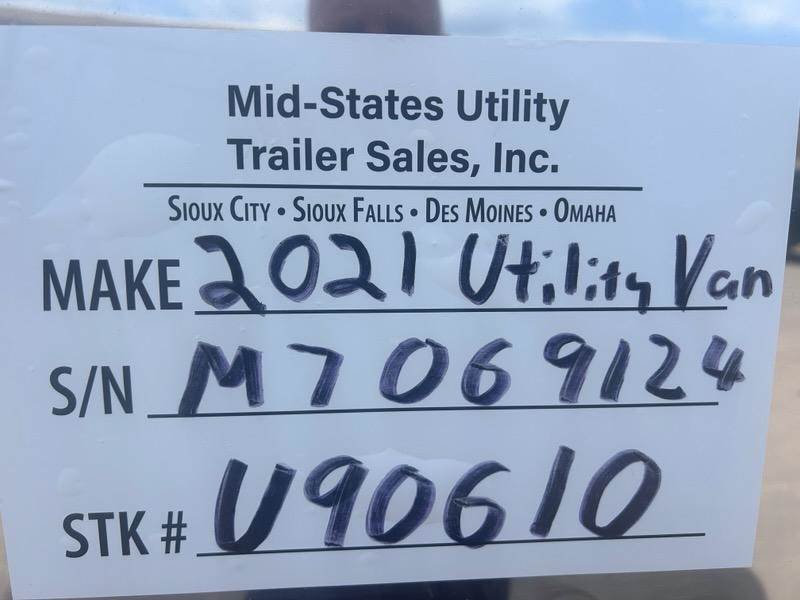 Mid-States Utility
Trailer Sales, Inc.
SIOUX CITY • SIOUX FALLS • DES MOINES • OMAHA
MAKE 2021 Utility Van
S/N M7069124
STK # U90610